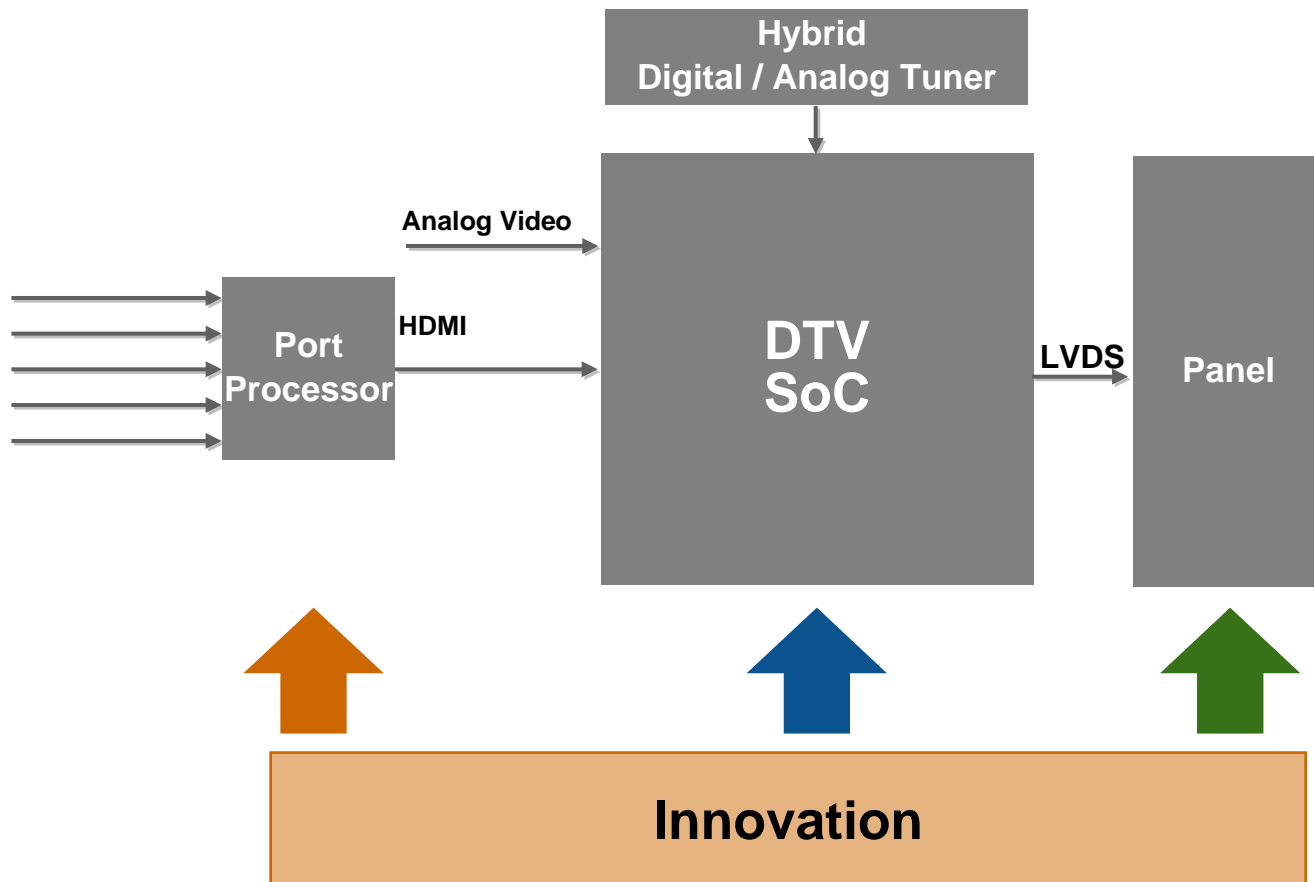 Hybrid
Digital / Analog Tuner
Analog Video
HDMI
Port
Processor
DTV
SoC
LVDS
Panel
Innovation